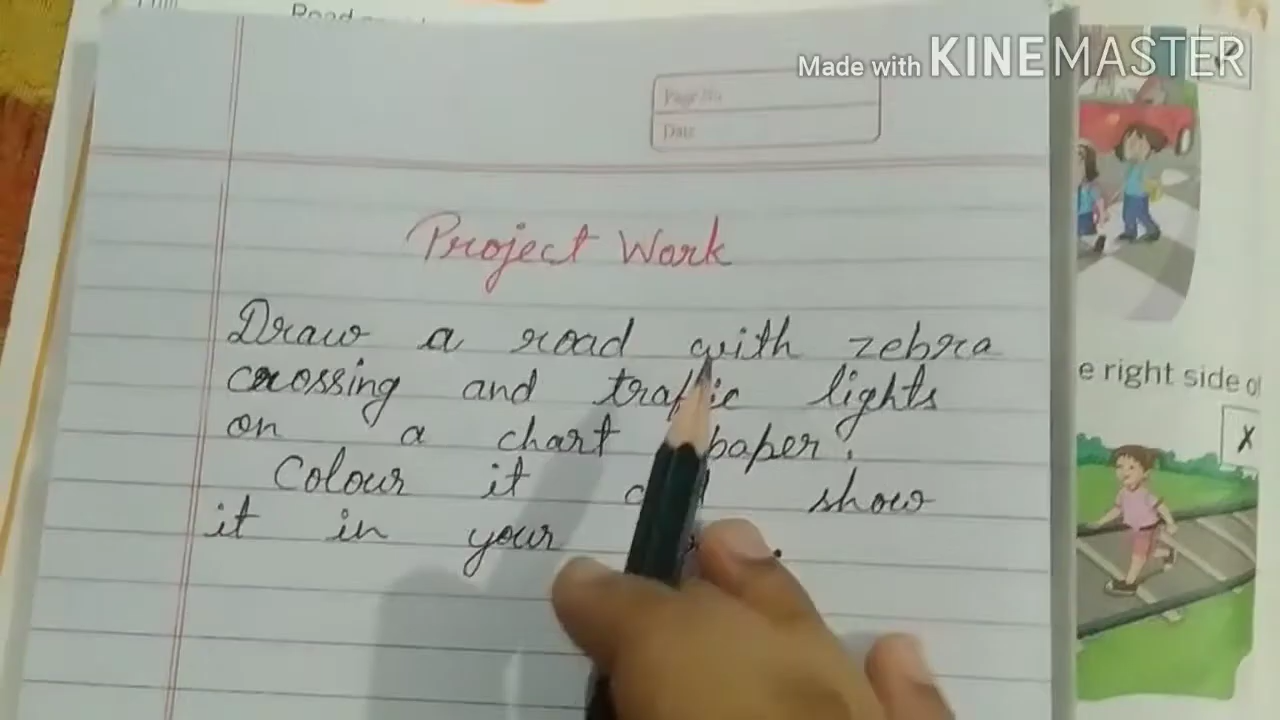 Made with KINEMASTER
Page No.
Date
Project Work
Draw a road with zebra
crossing and traffic lights
on a chart paper.
Colour it show
it in your
e right side of
X